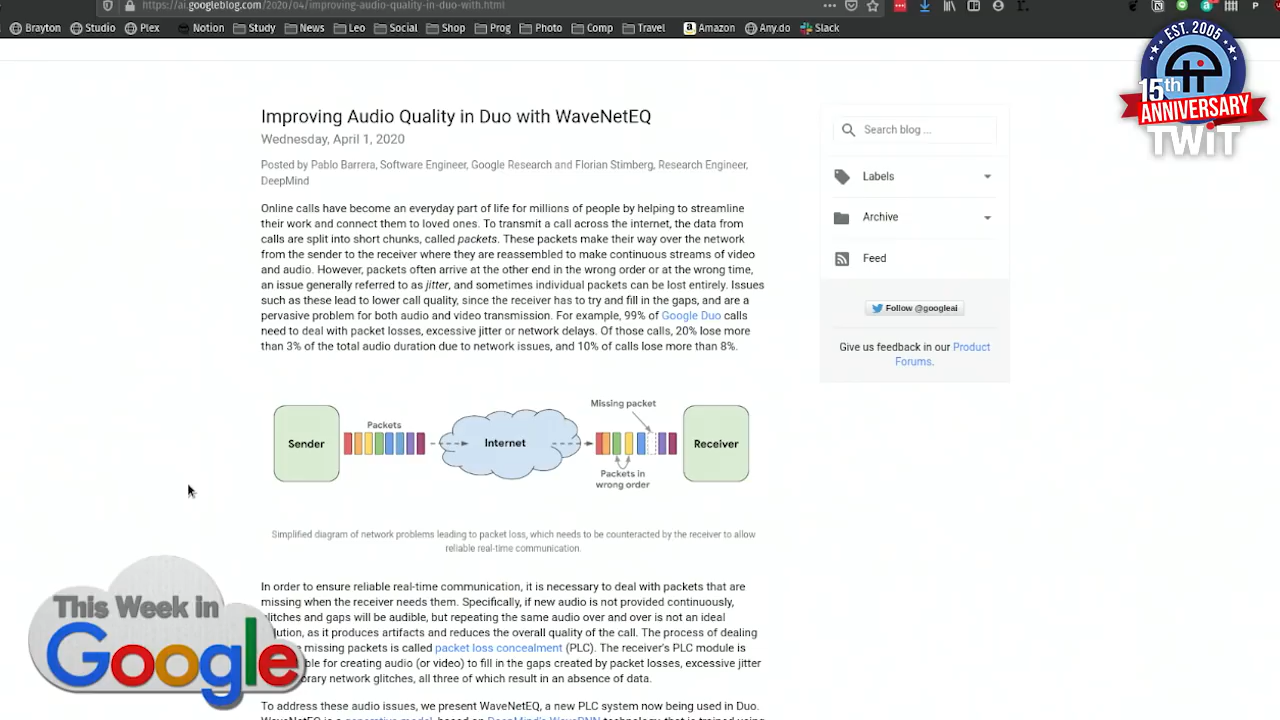 https://ai.googleblog.com/2020/04/improving-audio-quality-in-duo-with.html
Brayton Studio Plex Notion Study News Leo Social Shop Prog Photo Comp Travel Amazon Any.do Slack
EST. 2005
15th
ANNIVERSARY
TWiT
Improving Audio Quality in Duo with WaveNetEQ
Wednesday, April 1, 2020
Posted by Pablo Barrera, Software Engineer, Google Research and Florian Stimberg, Research Engineer,
DeepMind
Search blog ...
Labels
Archive
Feed
Follow @googleai
Give us feedback in our Product
Forums.
Online calls have become an everyday part of life for millions of people by helping to streamline
their work and connect them to loved ones. To transmit a call across the internet, the data from
calls are split into short chunks, called packets. These packets make their way over the network
from the sender to the receiver where they are reassembled to make continuous streams of video
and audio. However, packets often arrive at the other end in the wrong order or at the wrong time,
an issue generally referred to as jitter, and sometimes individual packets can be lost entirely. Issues
such as these lead to lower call quality, since the receiver has to try and fill in the gaps, and are a
pervasive problem for both audio and video transmission. For example, 99% of Google Duo calls
need to deal with packet losses, excessive jitter or network delays. Of those calls, 20% lose more
than 3% of the total audio duration due to network issues, and 10% of calls lose more than 8%.
Missing packet
Packets
Sender
Internet
Receiver
Packets in
wrong order
Simplified diagram of network problems leading to packet loss, which needs to be counteracted by the receiver to allow
reliable real-time communication.
In order to ensure reliable real-time communication, it is necessary to deal with packets that are
missing when the receiver needs them. Specifically, if new audio is not provided continuously,
glitches and gaps will be audible, but repeating the same audio over and over is not an ideal
lution, as it produces artifacts and reduces the overall quality of the call. The process of dealing
missing packets is called packet loss concealment (PLC). The receiver's PLC module is
ble for creating audio (or video) to fill in the gaps created by packet losses, excessive jitter
orary network glitches, all three of which result in an absence of data.
To address these audio issues, we present WaveNetEQ, a new PLC system now being used in Duo.
WaveNetEQ is a generative model, based on DeepMind's WaveRNN technology, that is trained using
This Week in
Google